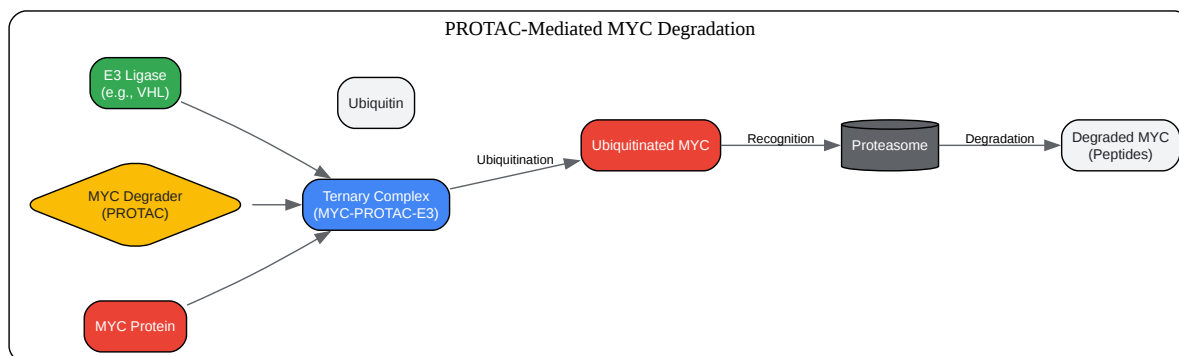 PROTAC-Mediated MYC Degradation
E3 Ligase
(e.g., VHL)
Ubiquitin
MYC Degrader
(PROTAC)
Ternary Complex
(MYC-PROTAC-E3)
MYC Protein
Ubiquitination
Ubiquitinated MYC
Recognition
Proteasome
Degradation
Degraded MYC
(Peptides)